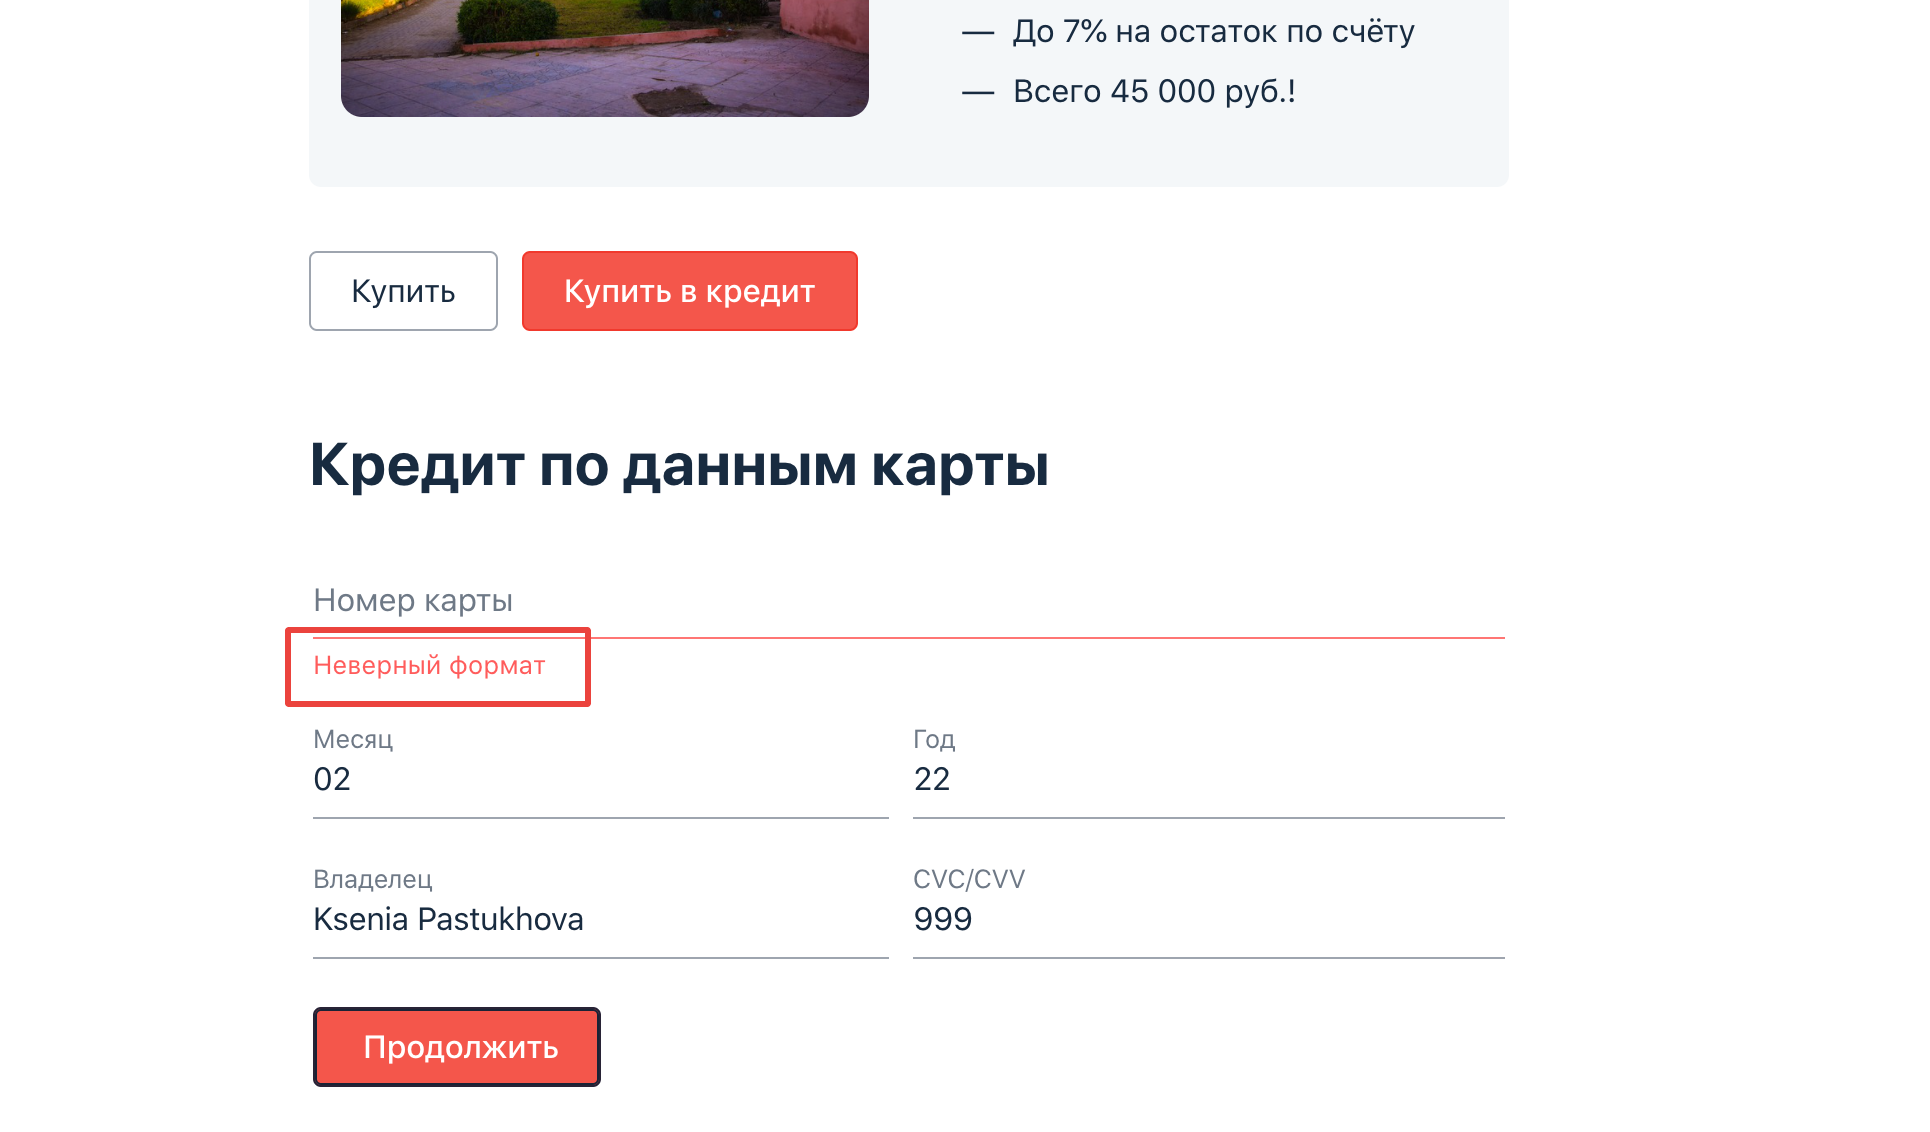 — До 7% на остаток по счёту
— Всего 45 000 руб.!
Купить
Купить в кредит
Кредит по данным карты
Номер карты
Неверный формат
Месяц
Год
02
22
Владелец
CVC/CVV
Ksenia Pastukhova
999
Продолжить